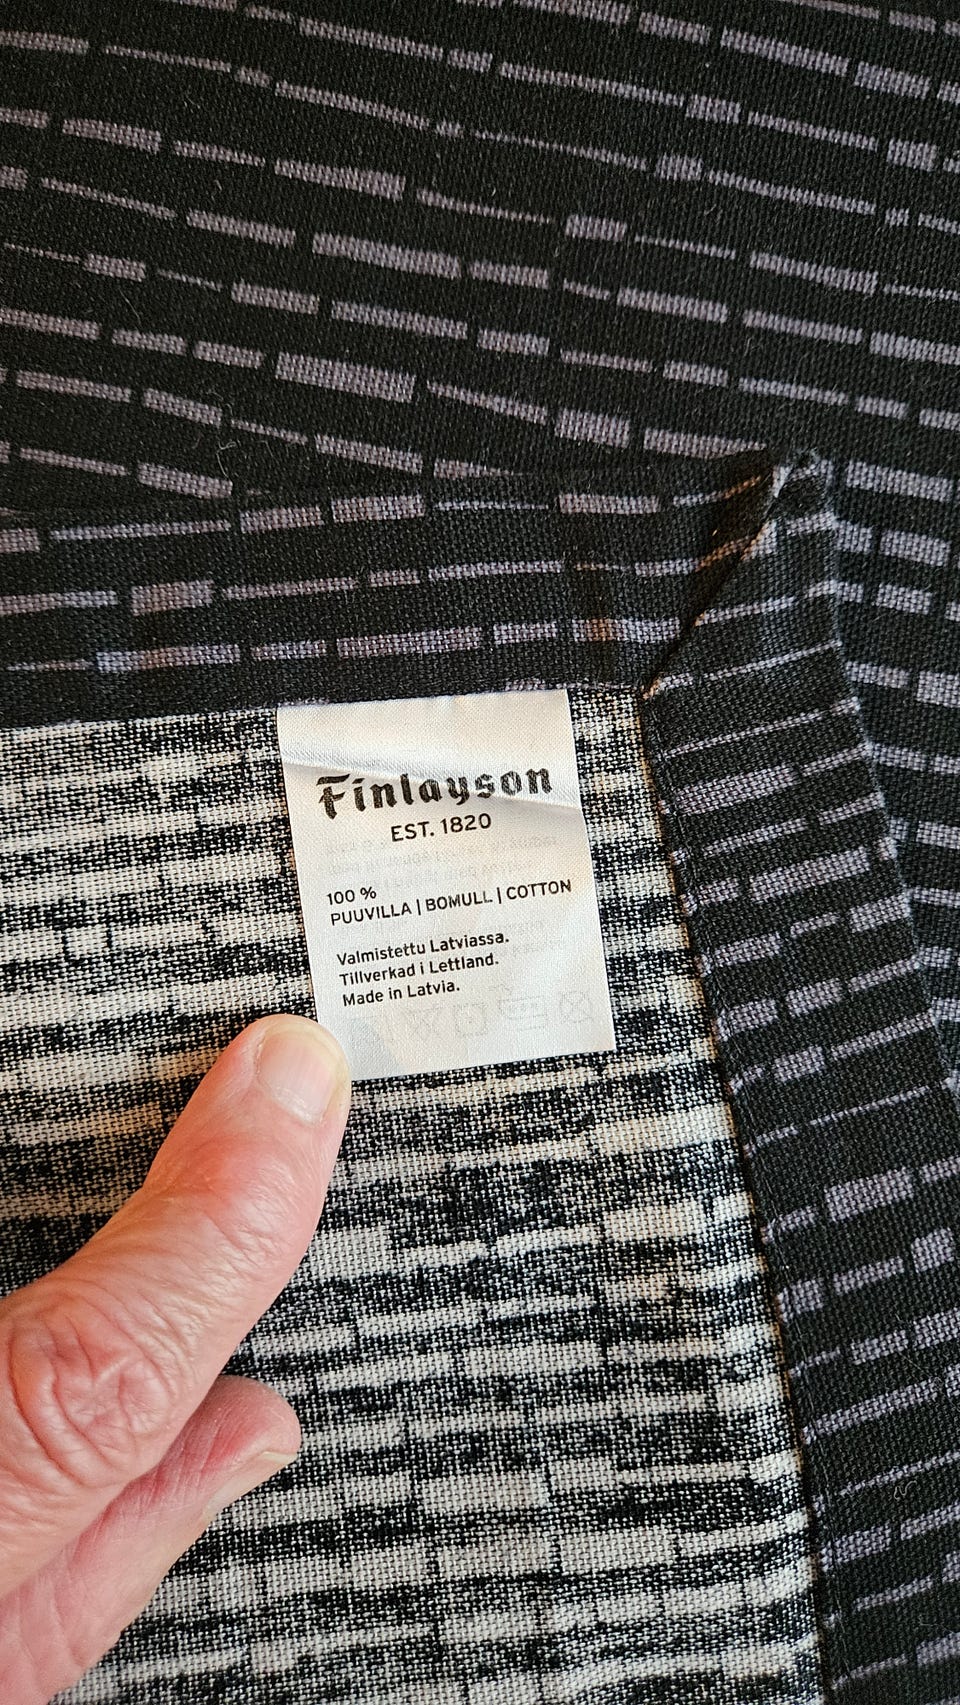 Finlayson
EST. 1820
100 %
PUUVILLA | BOMULL | COTTON
Valmistettu Latviassa.
Tillverkad i Lettland.
Made in Latvia.